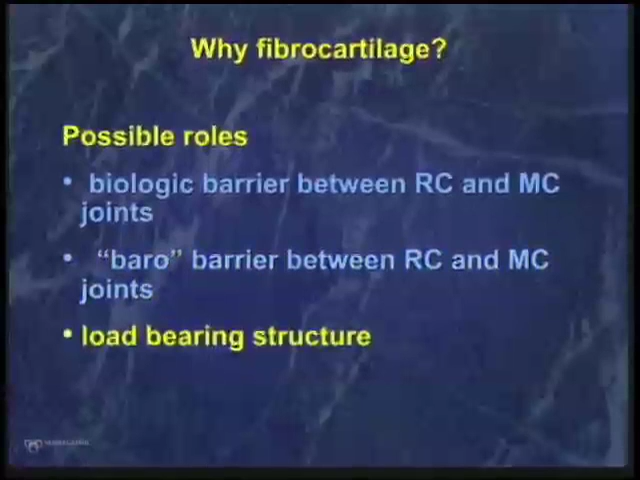 Why fibrocartilage?
Possible roles
• biologic barrier between RC and MC
joints
• “baro” barrier between RC and MC
joints
• load bearing structure